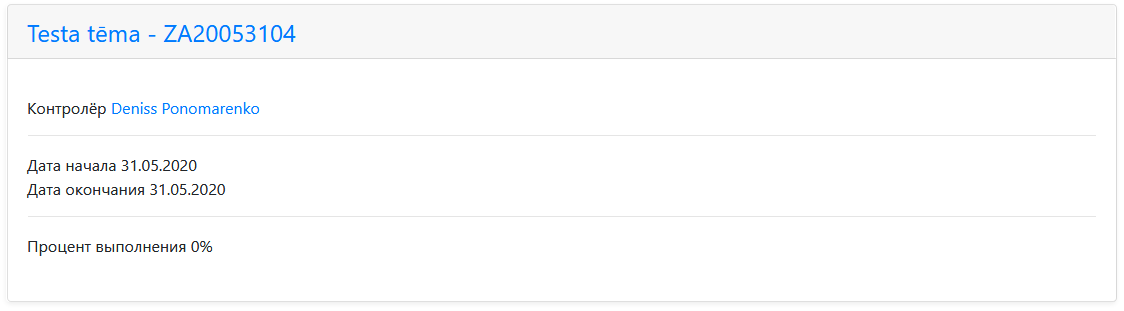 Testa tēma - ZA20053104
Контролёр Deniss Ponomarenko
Дата начала 31.05.2020
Дата окончания 31.05.2020
Процент выполнения 0%